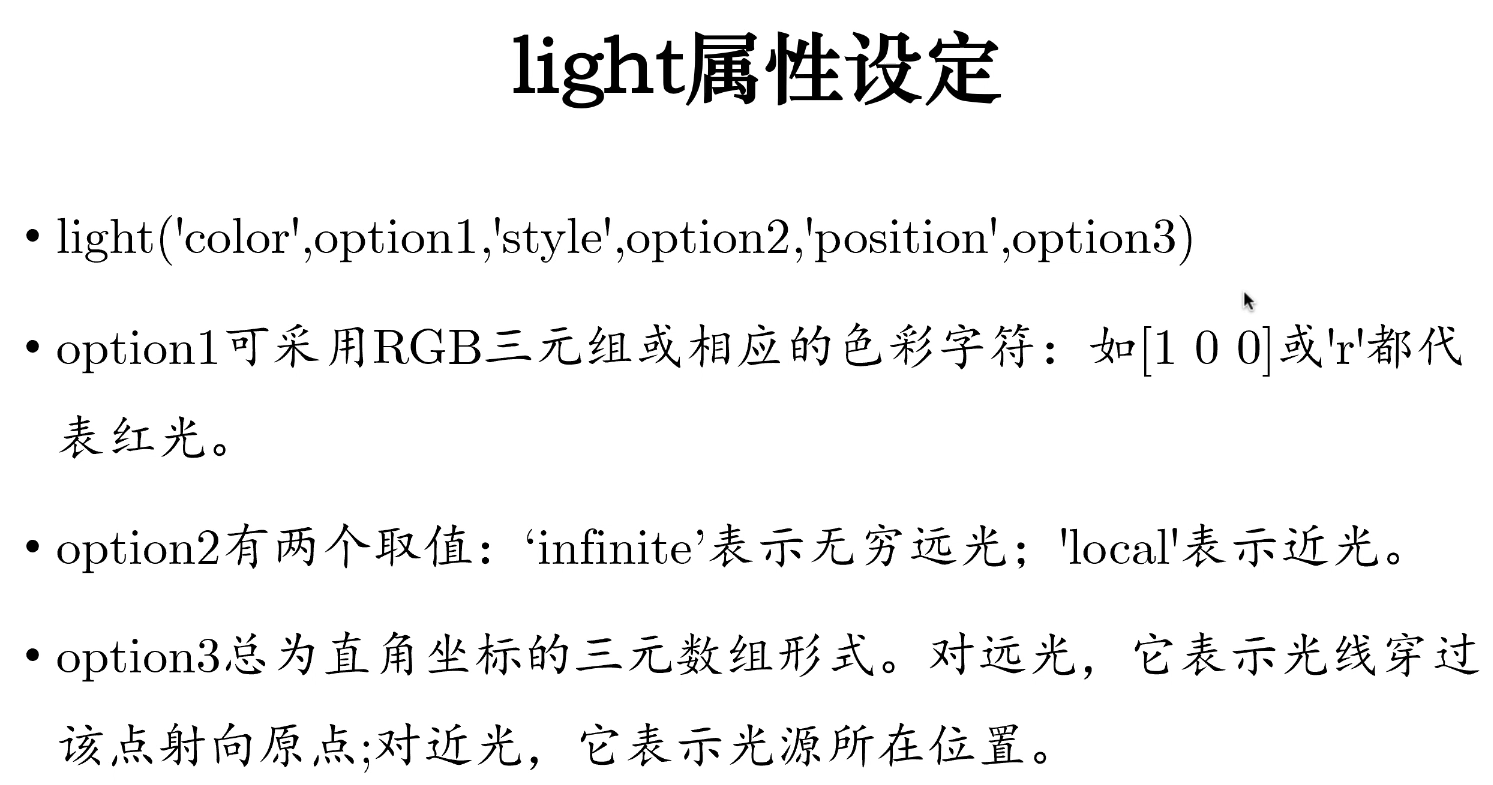 light属性设定
• light('color',option1,'style',option2,'position',option3)
• option1可采用RGB三元组或相应的色彩字符：如[1 0 0]或'r'都代
表红光。
• option2有两个取值：‘infinite’表示无穷远光；'local'表示近光。
• option3总为直角坐标的三元数组形式。对远光，它表示光线穿过
该点射向原点;对近光，它表示光源所在位置。